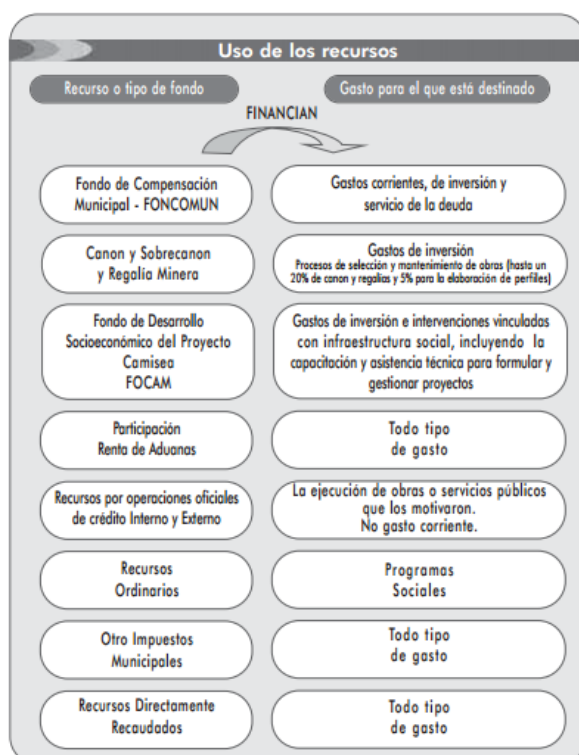 Uso de los recursos
Recurso o tipo de fondo
Gasto para el que está destinado
FINANCIAN
Fondo de Compensación
Municipal - FONCOMUN
Gastos corrientes, de inversión y
servicio de la deuda
Canon y Sobrecanon
y Regalía Minera
Gastos de inversión
Procesos de selección y mantenimiento de obras (hasta un
20% de canon y regalías y 5% para la elaboración de perfilles)
Fondo de Desarrollo
Socioeconómico del Proyecto
Camisea
FOCAM
Gastos de inversión e intervenciones vinculadas
con infraestructura social, incluyendo la
capacitación y asistencia técnica para formular y
gestionar proyectos
Participación
Renta de Aduanas
Todo tipo
de gasto
Recursos por operaciones oficiales
de crédito Interno y Externo
La ejecución de obras o servicios públicos
que los motivaron.
No gasto corriente.
Recursos
Ordinarios
Programas
Sociales
Otro Impuestos
Municipales
Todo tipo
de gasto
Recursos Directamente
Recaudados
Todo tipo
de gasto